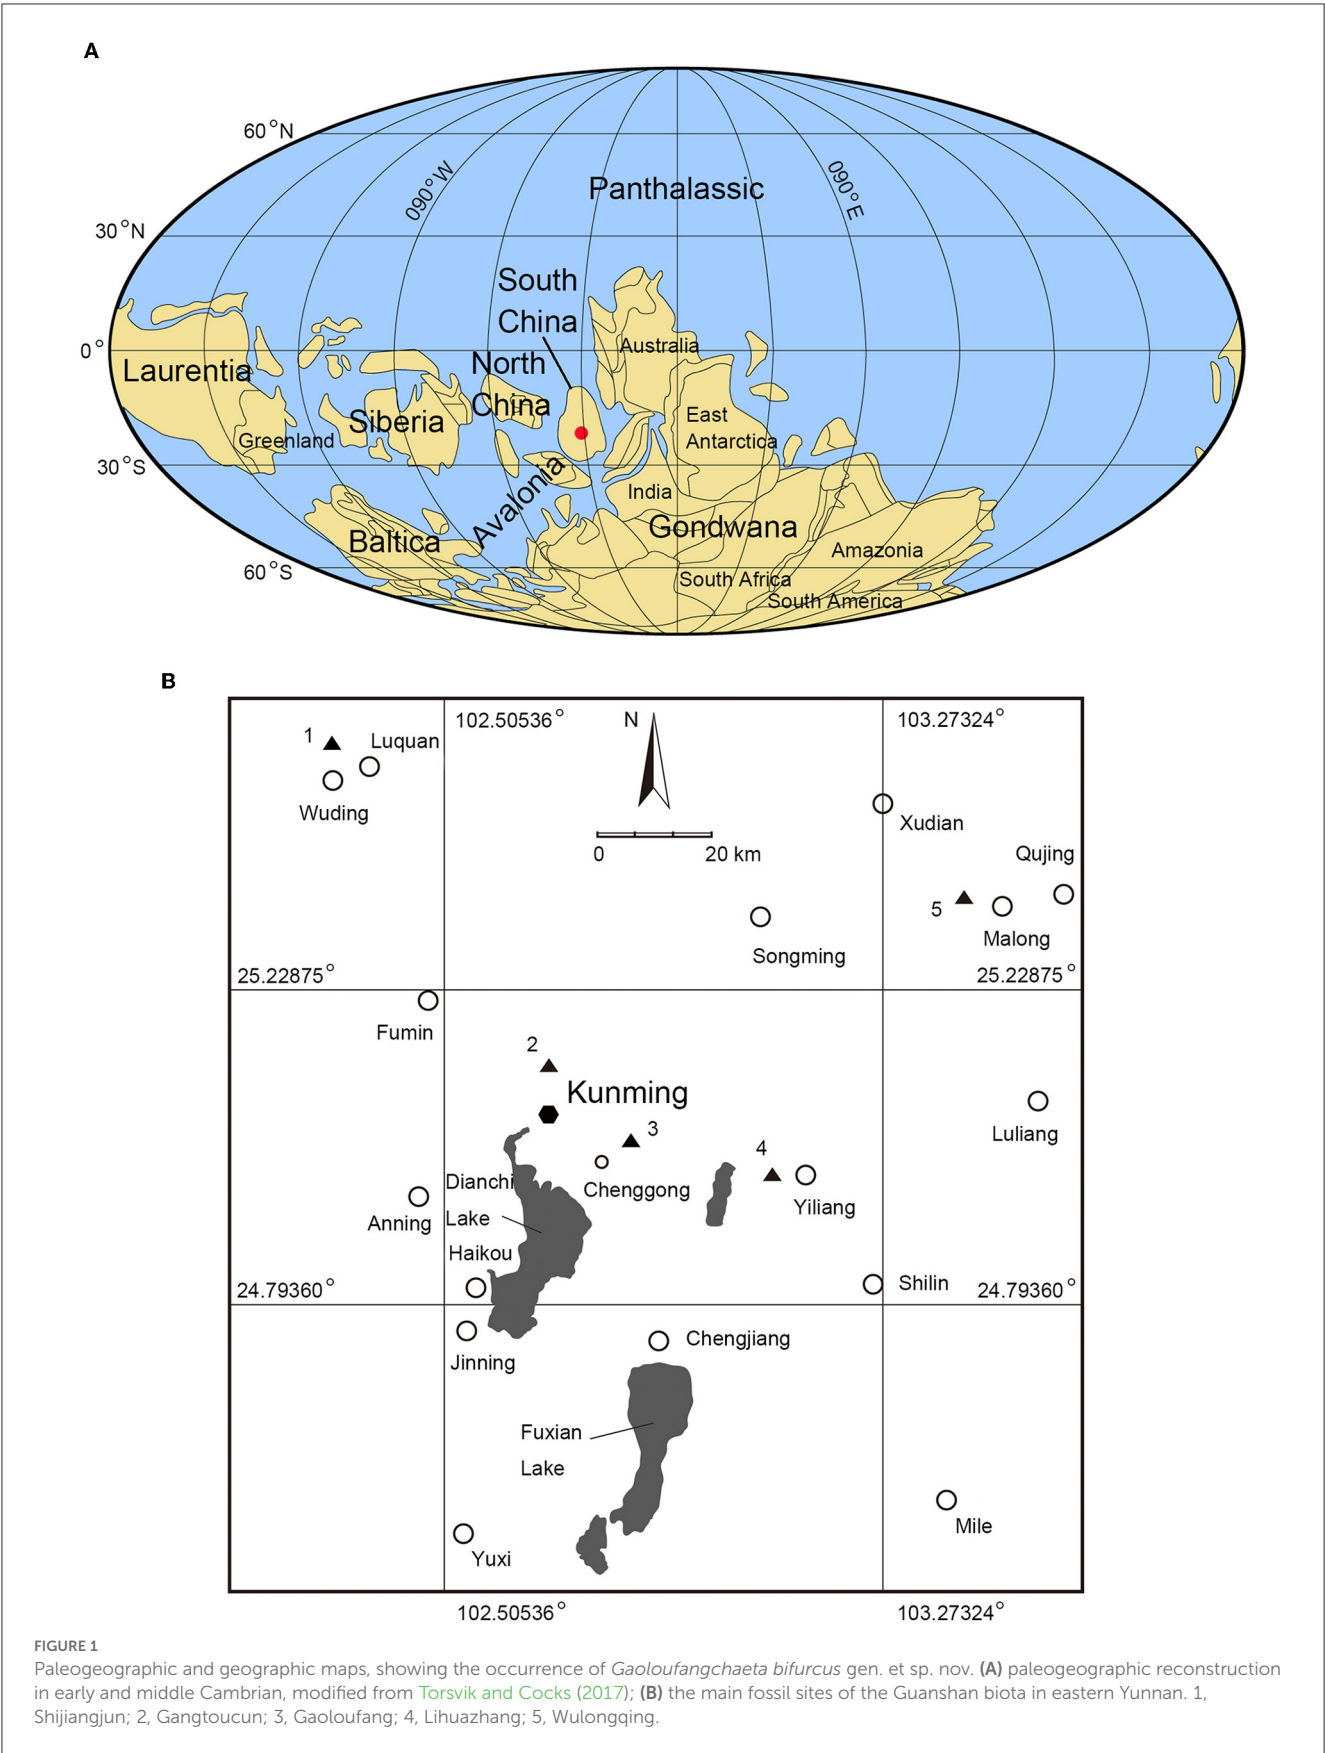 A
60°N
090°W
090°E
Panthalassic
30°N
South
China
0°
Australia
North
China
Laurentia
Siberia
Greenland
East
Antarctica
30°S
Avalonia
India
Gondwana
Baltica
Amazonia
60°S
South Africa
South America
B
102.50536°
N
103.27324°
1
Luquan
Wuding
0
20 km
Xudian
Qujing
5
Malong
Songming
25.22875°
25.22875°
Fumin
2
Kunming
3
Luliang
4
Dianchi
Lake
Chenggong
Yiliang
Anning
Haikou
24.79360°
Shilin
24.79360°
Jinning
Chengjiang
Fuxian
Lake
Mile
Yuxi
102.50536°
103.27324°
FIGURE 1
Paleogeographic and geographic maps, showing the occurrence of Gaoloufangchaeta bifurcus gen. et sp. nov. (A) paleogeographic reconstruction
in early and middle Cambrian, modified from Torsvik and Cocks (2017); (B) the main fossil sites of the Guanshan biota in eastern Yunnan. 1,
Shijiangjun; 2, Gangtoucun; 3, Gaoloufang; 4, Lihuazhang; 5, Wulongqing.